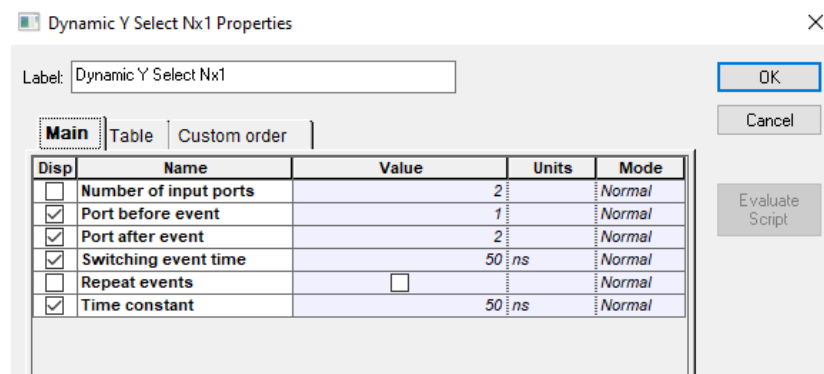 Dynamic Y Select Nx1 Properties
Label: Dynamic Y Select Nx1
OK
Cancel
Main Table Custom order
Disp Name Value Units Mode
Number of input ports 2 Normal
Port before event 1 Normal
Port after event 2 Normal
Switching event time 50 ns Normal
Repeat events Normal
Time constant 50 ns Normal
Evaluate
Script